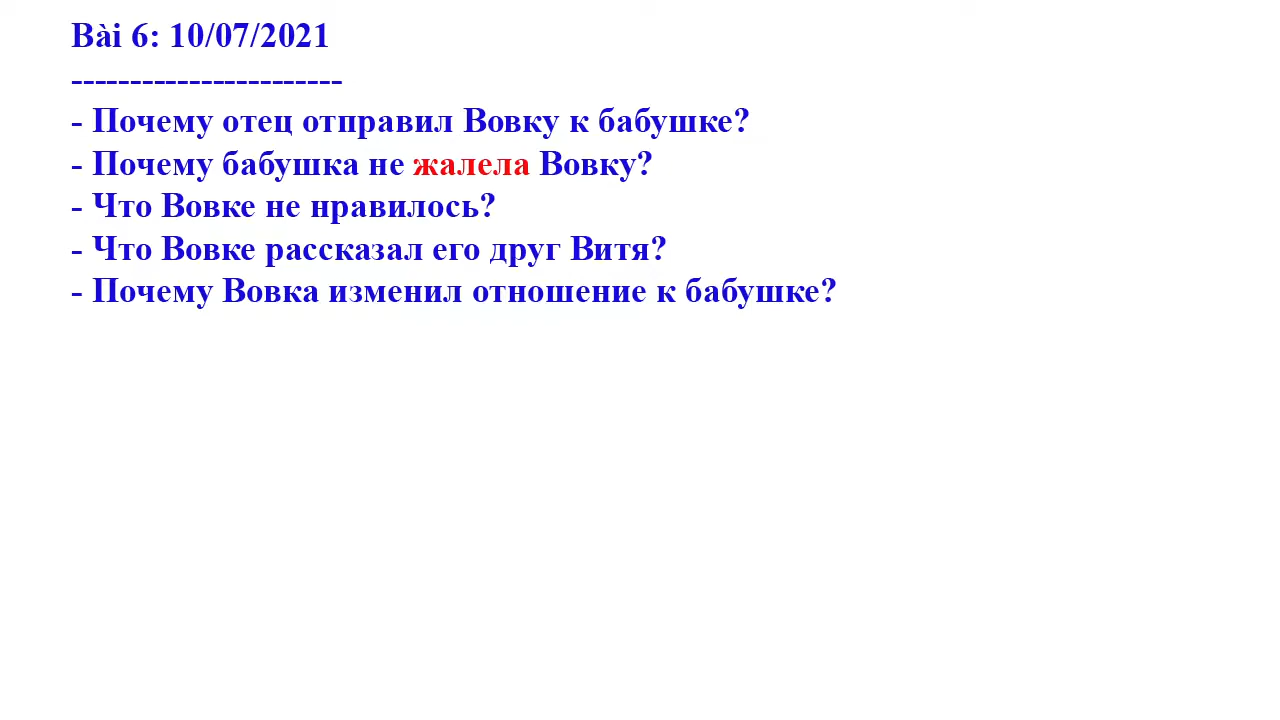 Bài 6: 10/07/2021
-----------------------
- Почему отец отправил Вовку к бабушке?
- Почему бабушка не жалела Вовку?
- Что Вовке не нравилось?
- Что Вовке рассказал его друг Витя?
- Почему Вовка изменил отношение к бабушке?